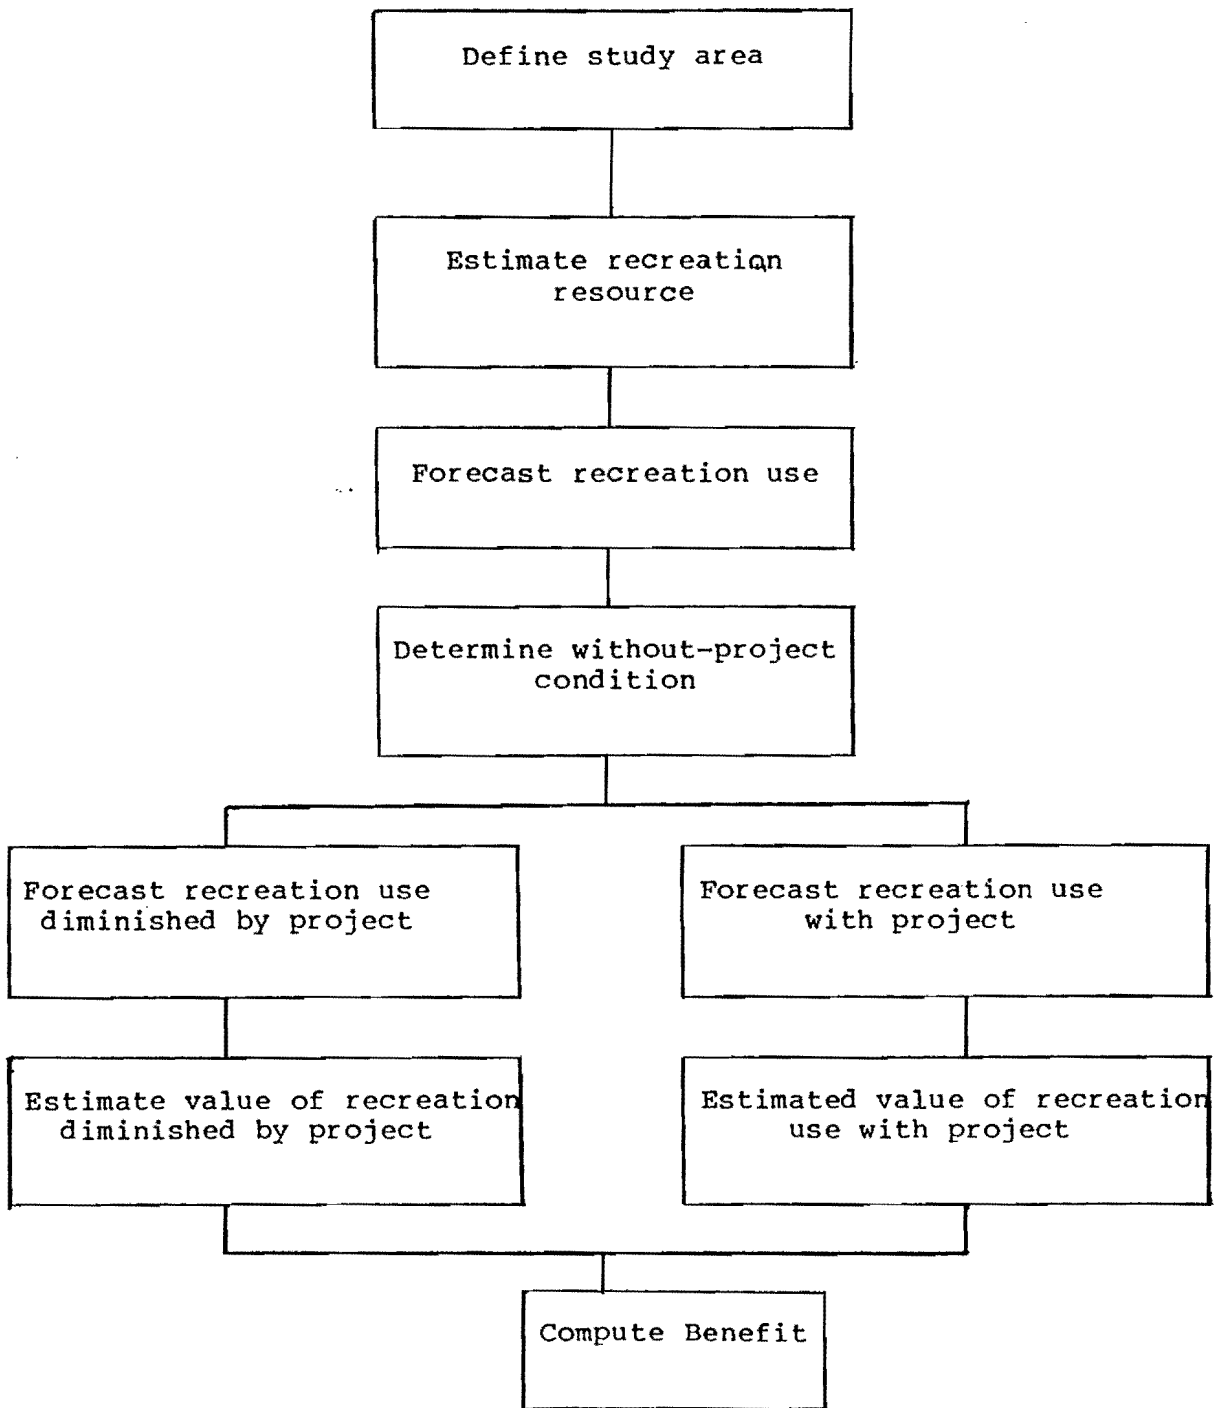 Define study area
Estimate recreation
resource
Forecast recreation use
Determine without-project
condition
Forecast recreation use
diminished by project
Forecast recreation use
with project
Estimate value of recreation
diminished by project
Estimated value of recreation
use with project
Compute Benefit